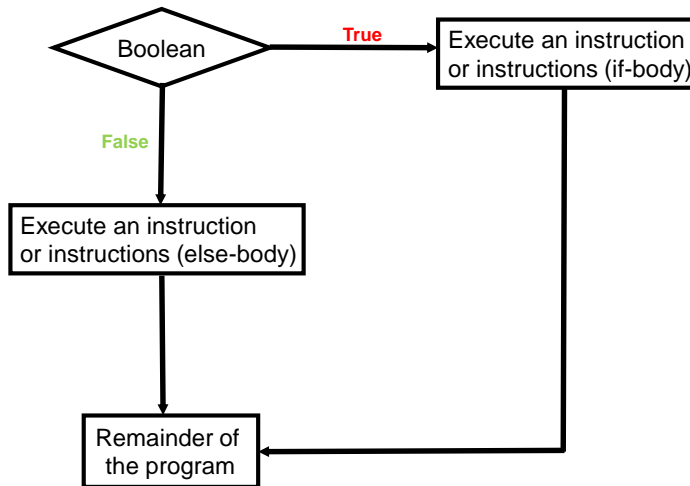 Boolean
True
Execute an instruction
or instructions (if-body)
False
Execute an instruction
or instructions (else-body)
Remainder of
the program